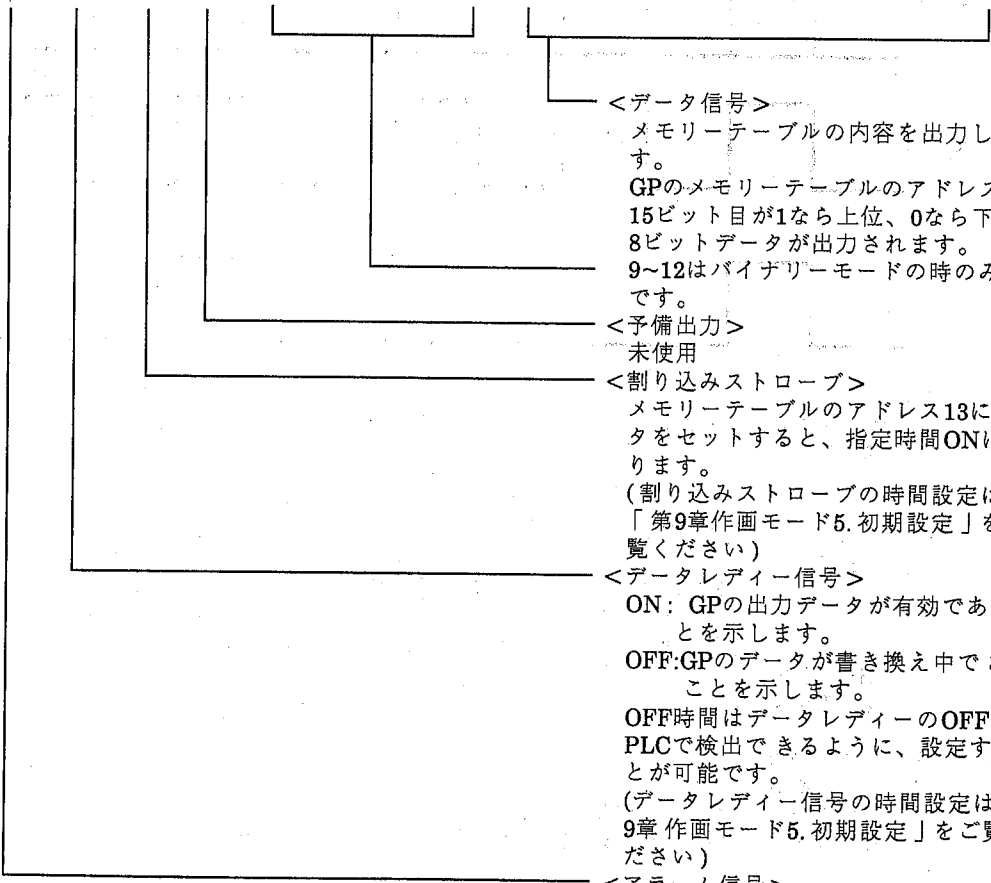 <データ信号>
メモリーテーブルの内容を出力し
す。
GPのメモリーテーブルのアドレス
15ビット目が1なら上位、0なら下
8ビットデータが出力されます。
9~12はバイナリーモードの時のみ
です。
<予備出力>
未使用
<割り込みストローブ>
メモリーテーブルのアドレス13に
タをセットすると、指定時間ONに
ります。
(割り込みストローブの時間設定は
「第9章作画モード5.初期設定」を
覧ください)
<データレディー信号>
ON: GPの出力データが有効であ
とを示します。
OFF:GPのデータが書き換え中で
ことを示します。
OFF時間はデータレディーのOFF
PLCで検出できるように、設定す
とが可能です。
(データレディー信号の時間設定は
9章 作画モード5.初期設定」をご覧
ださい)
<アラーム信号>